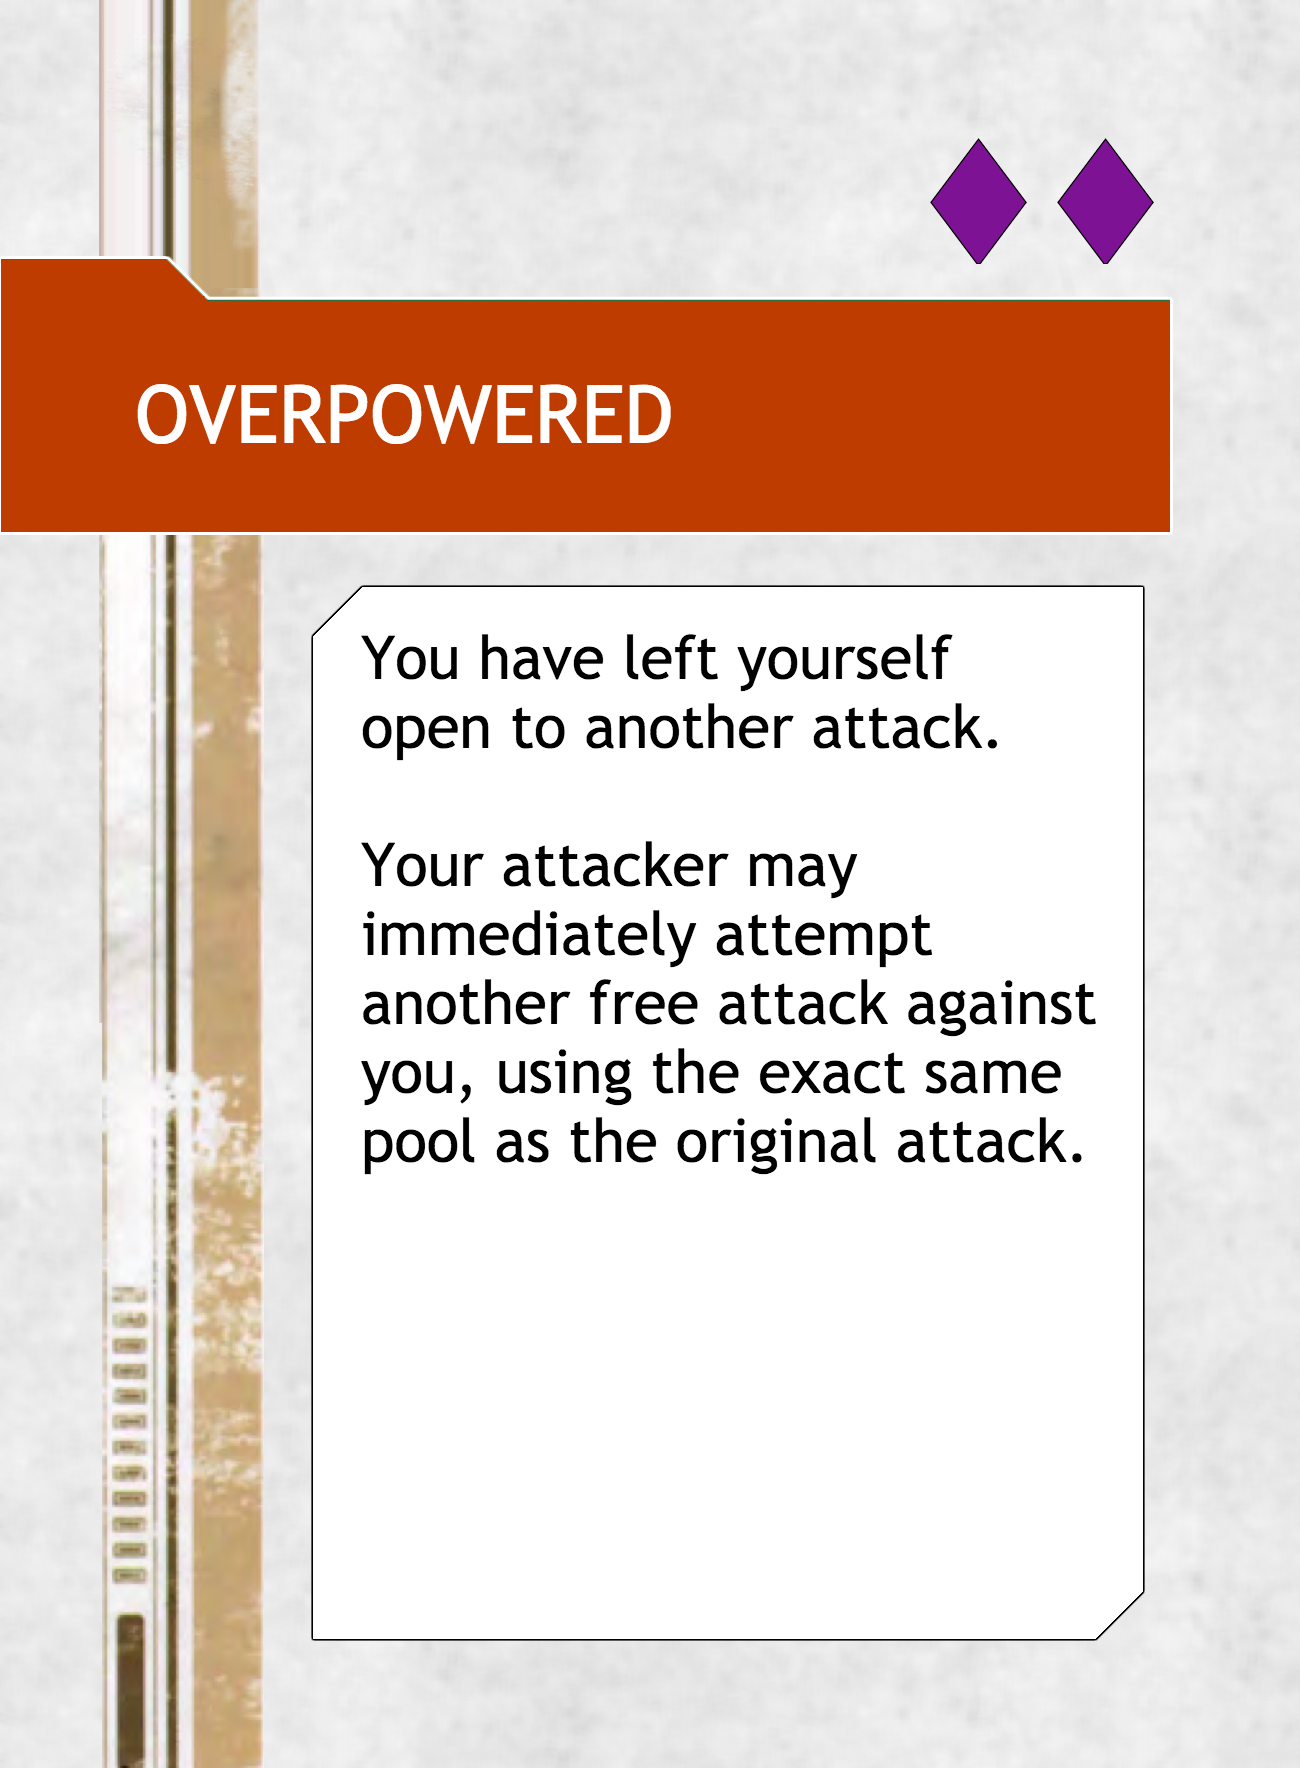 OVERPOWERED
You have left yourself
open to another attack.
Your attacker may
immediately attempt
another free attack against
you, using the exact same
pool as the original attack.